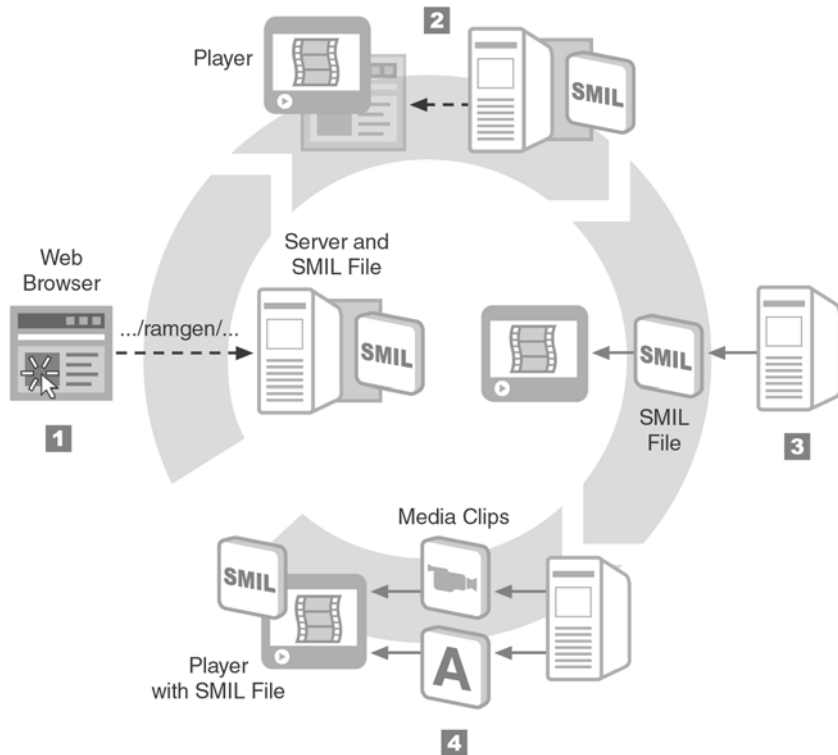 2
Player
SMIL
Server and
SMIL File
Web
Browser
.../ramgen/...
SMIL
SMIL
1
SMIL
File
3
Media Clips
SMIL
A
Player
with SMIL File
4